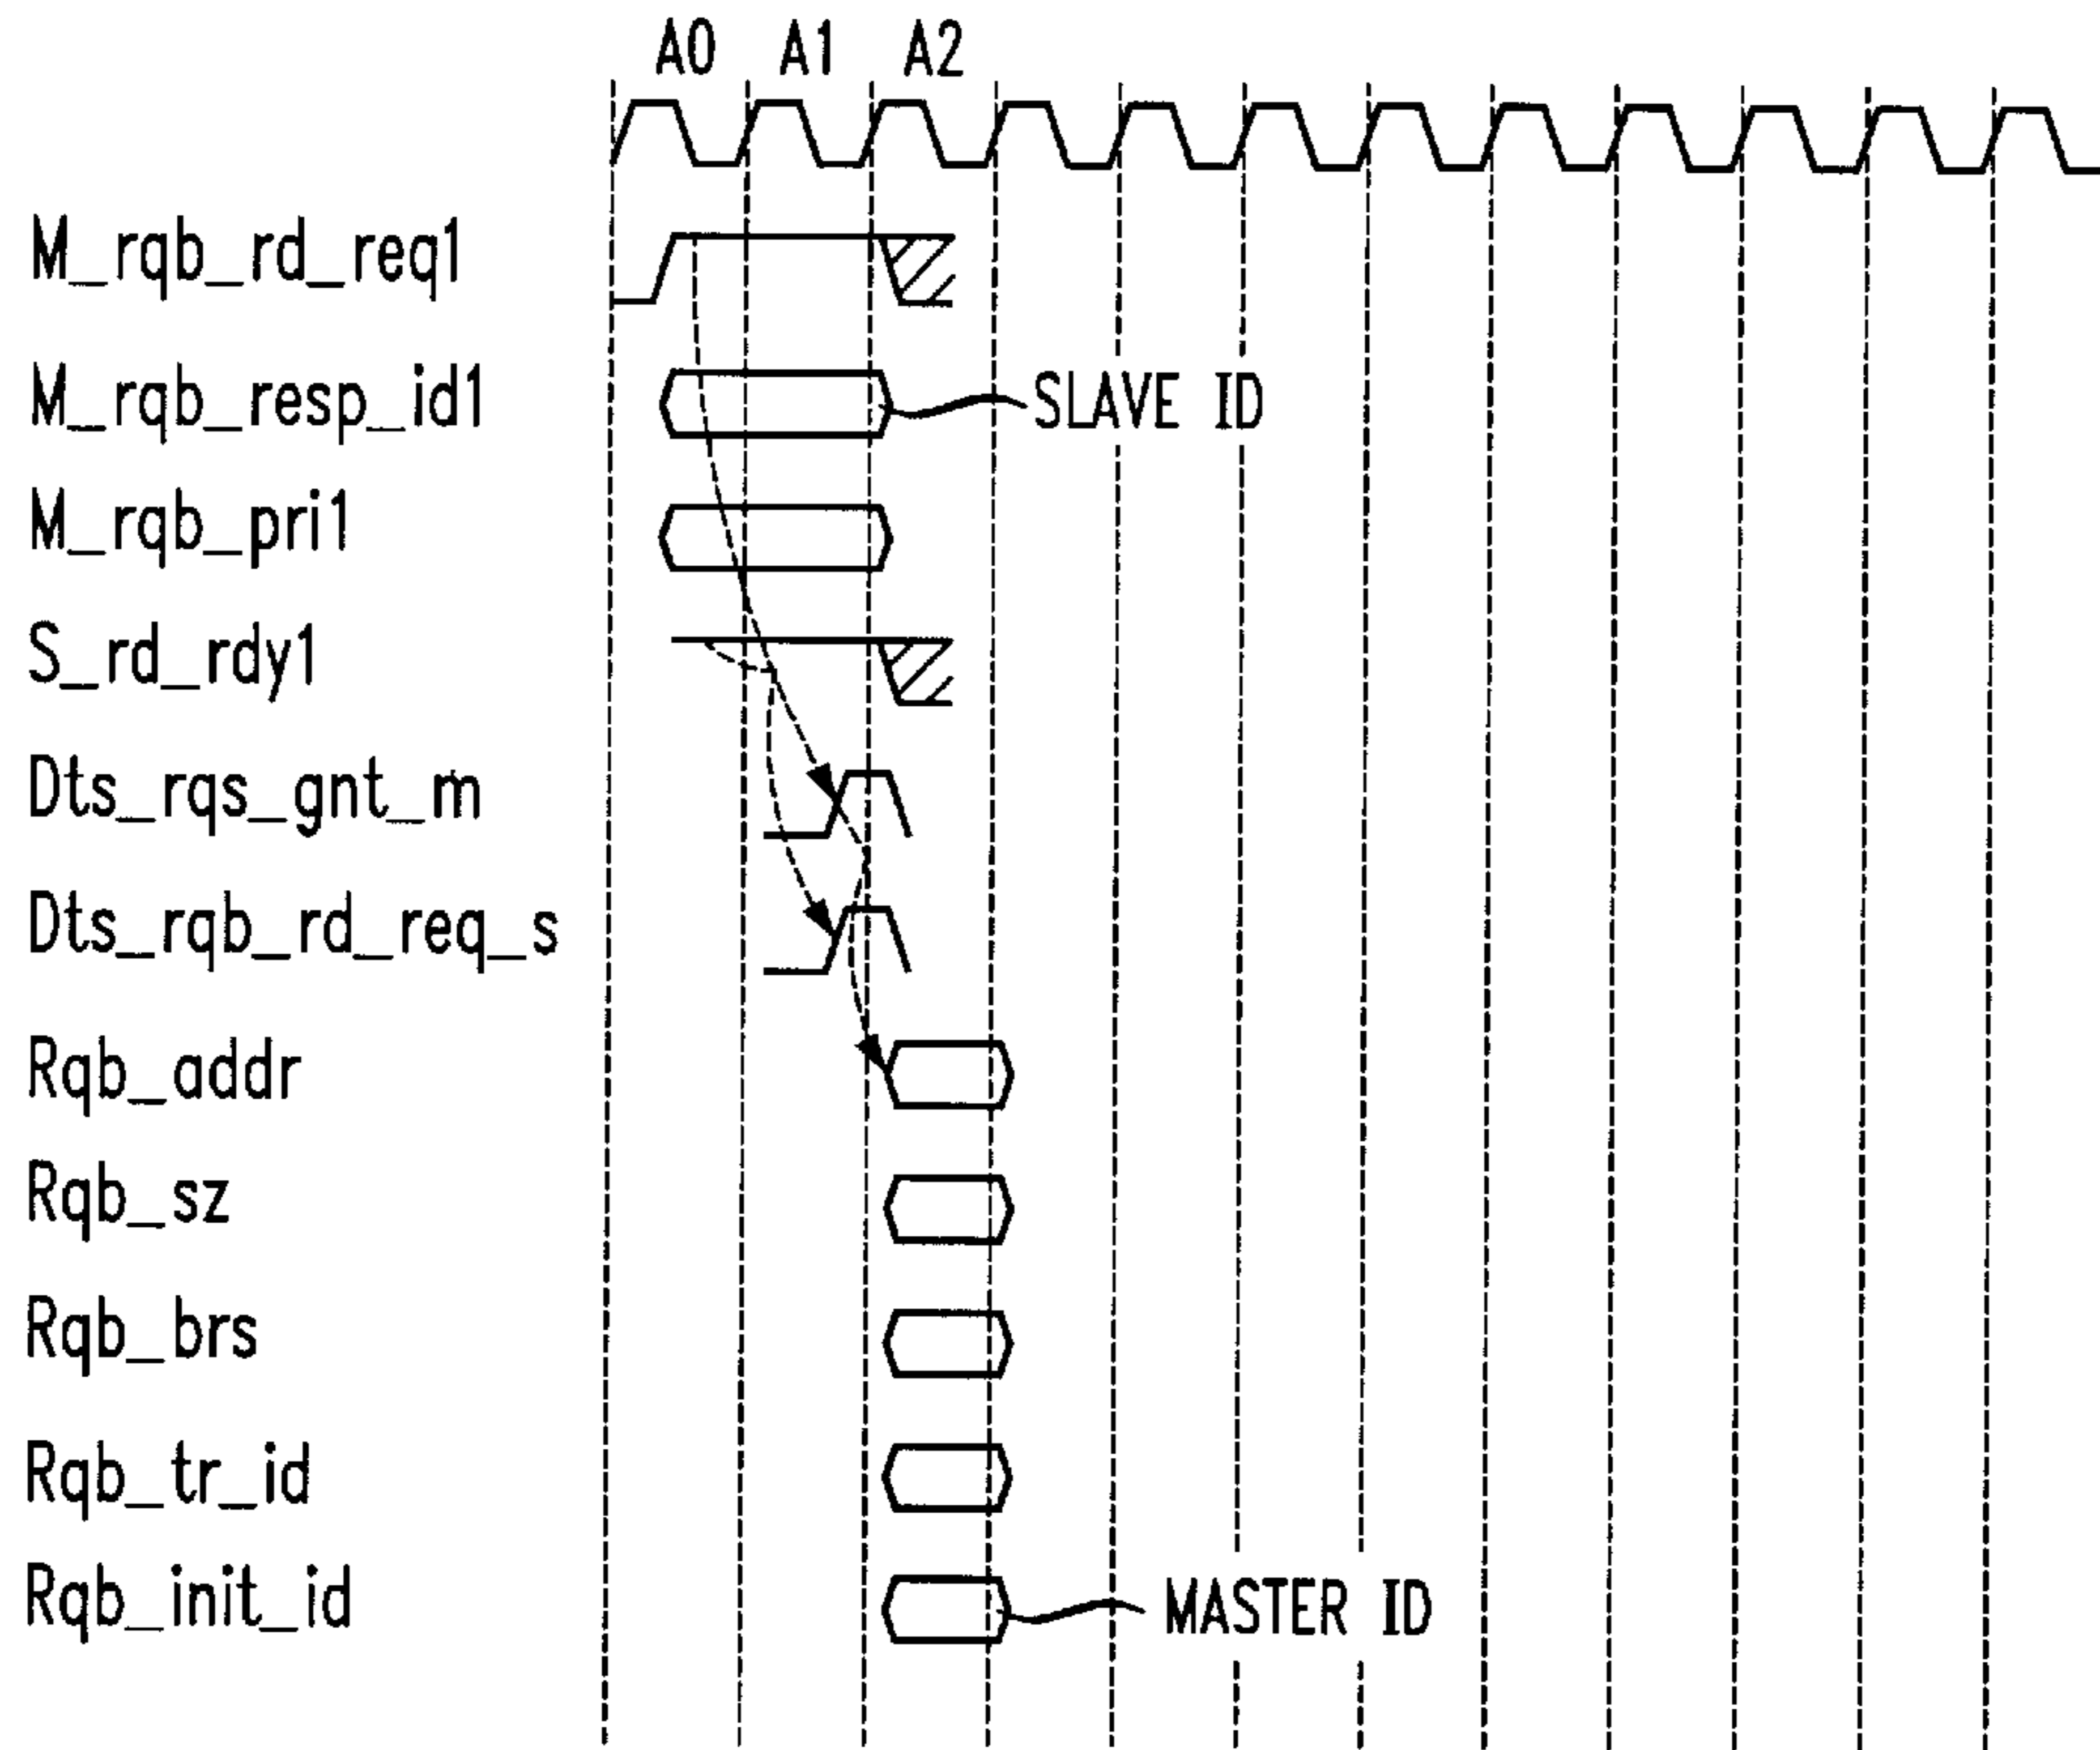 A0 A1 A2
M_rqb_rd_req1
M_rqb_resp_id1
SLAVE ID
M_rqb_pri1
S_rd_rdy1
Dts_rqs_gnt_m
Dts_rqb_rd_req_s
Rqb_addr
Rqb_sz
Rqb_brs
Rqb_tr_id
Rqb_init_id
MASTER ID